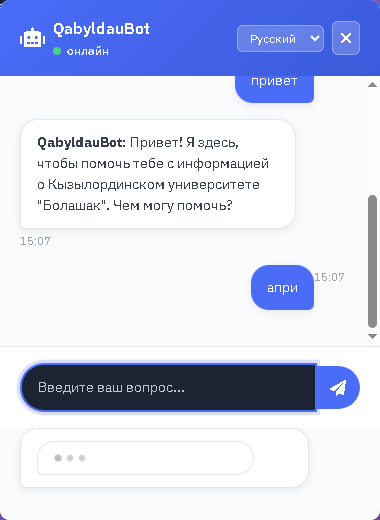 QabyldauBot
онлайн
Русский
привет
QabyldauBot: Привет! Я здесь,
чтобы помочь тебе с информацией
о Кызылординском университете
"Болашак". Чем могу помочь?
15:07
апри
15:07
Введите ваш вопрос...